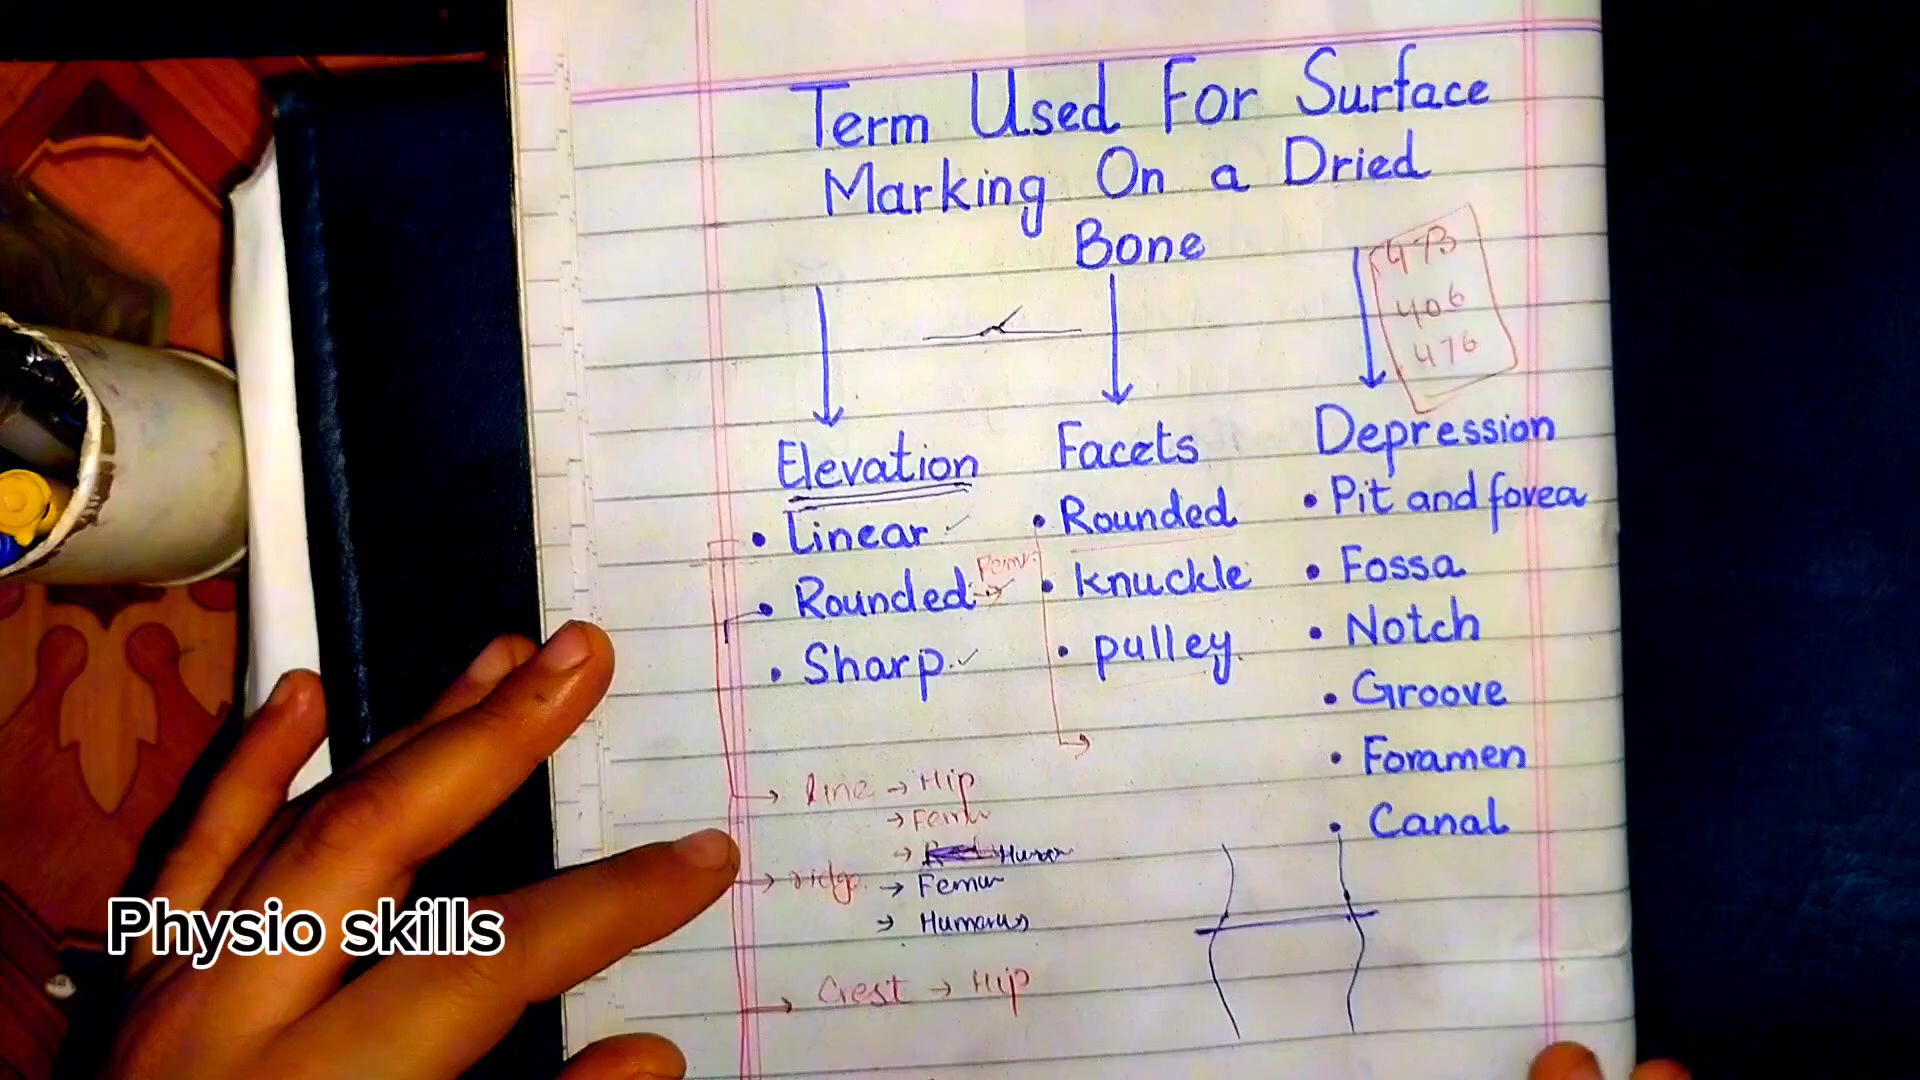 Term Used For Surface
Marking On a Dried
Bone
473
406
476
Elevation
• Linear
• Rounded
• Sharp
Facets
• Rounded
• Knuckle
• pulley
Depression
• Pit and fovea
• Fossa
• Notch
• Groove
• Foramen
• Canal
→ line → Hip
→ Femur
→
→ ridge → Femur
→ Humerus
→ Crest → Hip
Physio skills